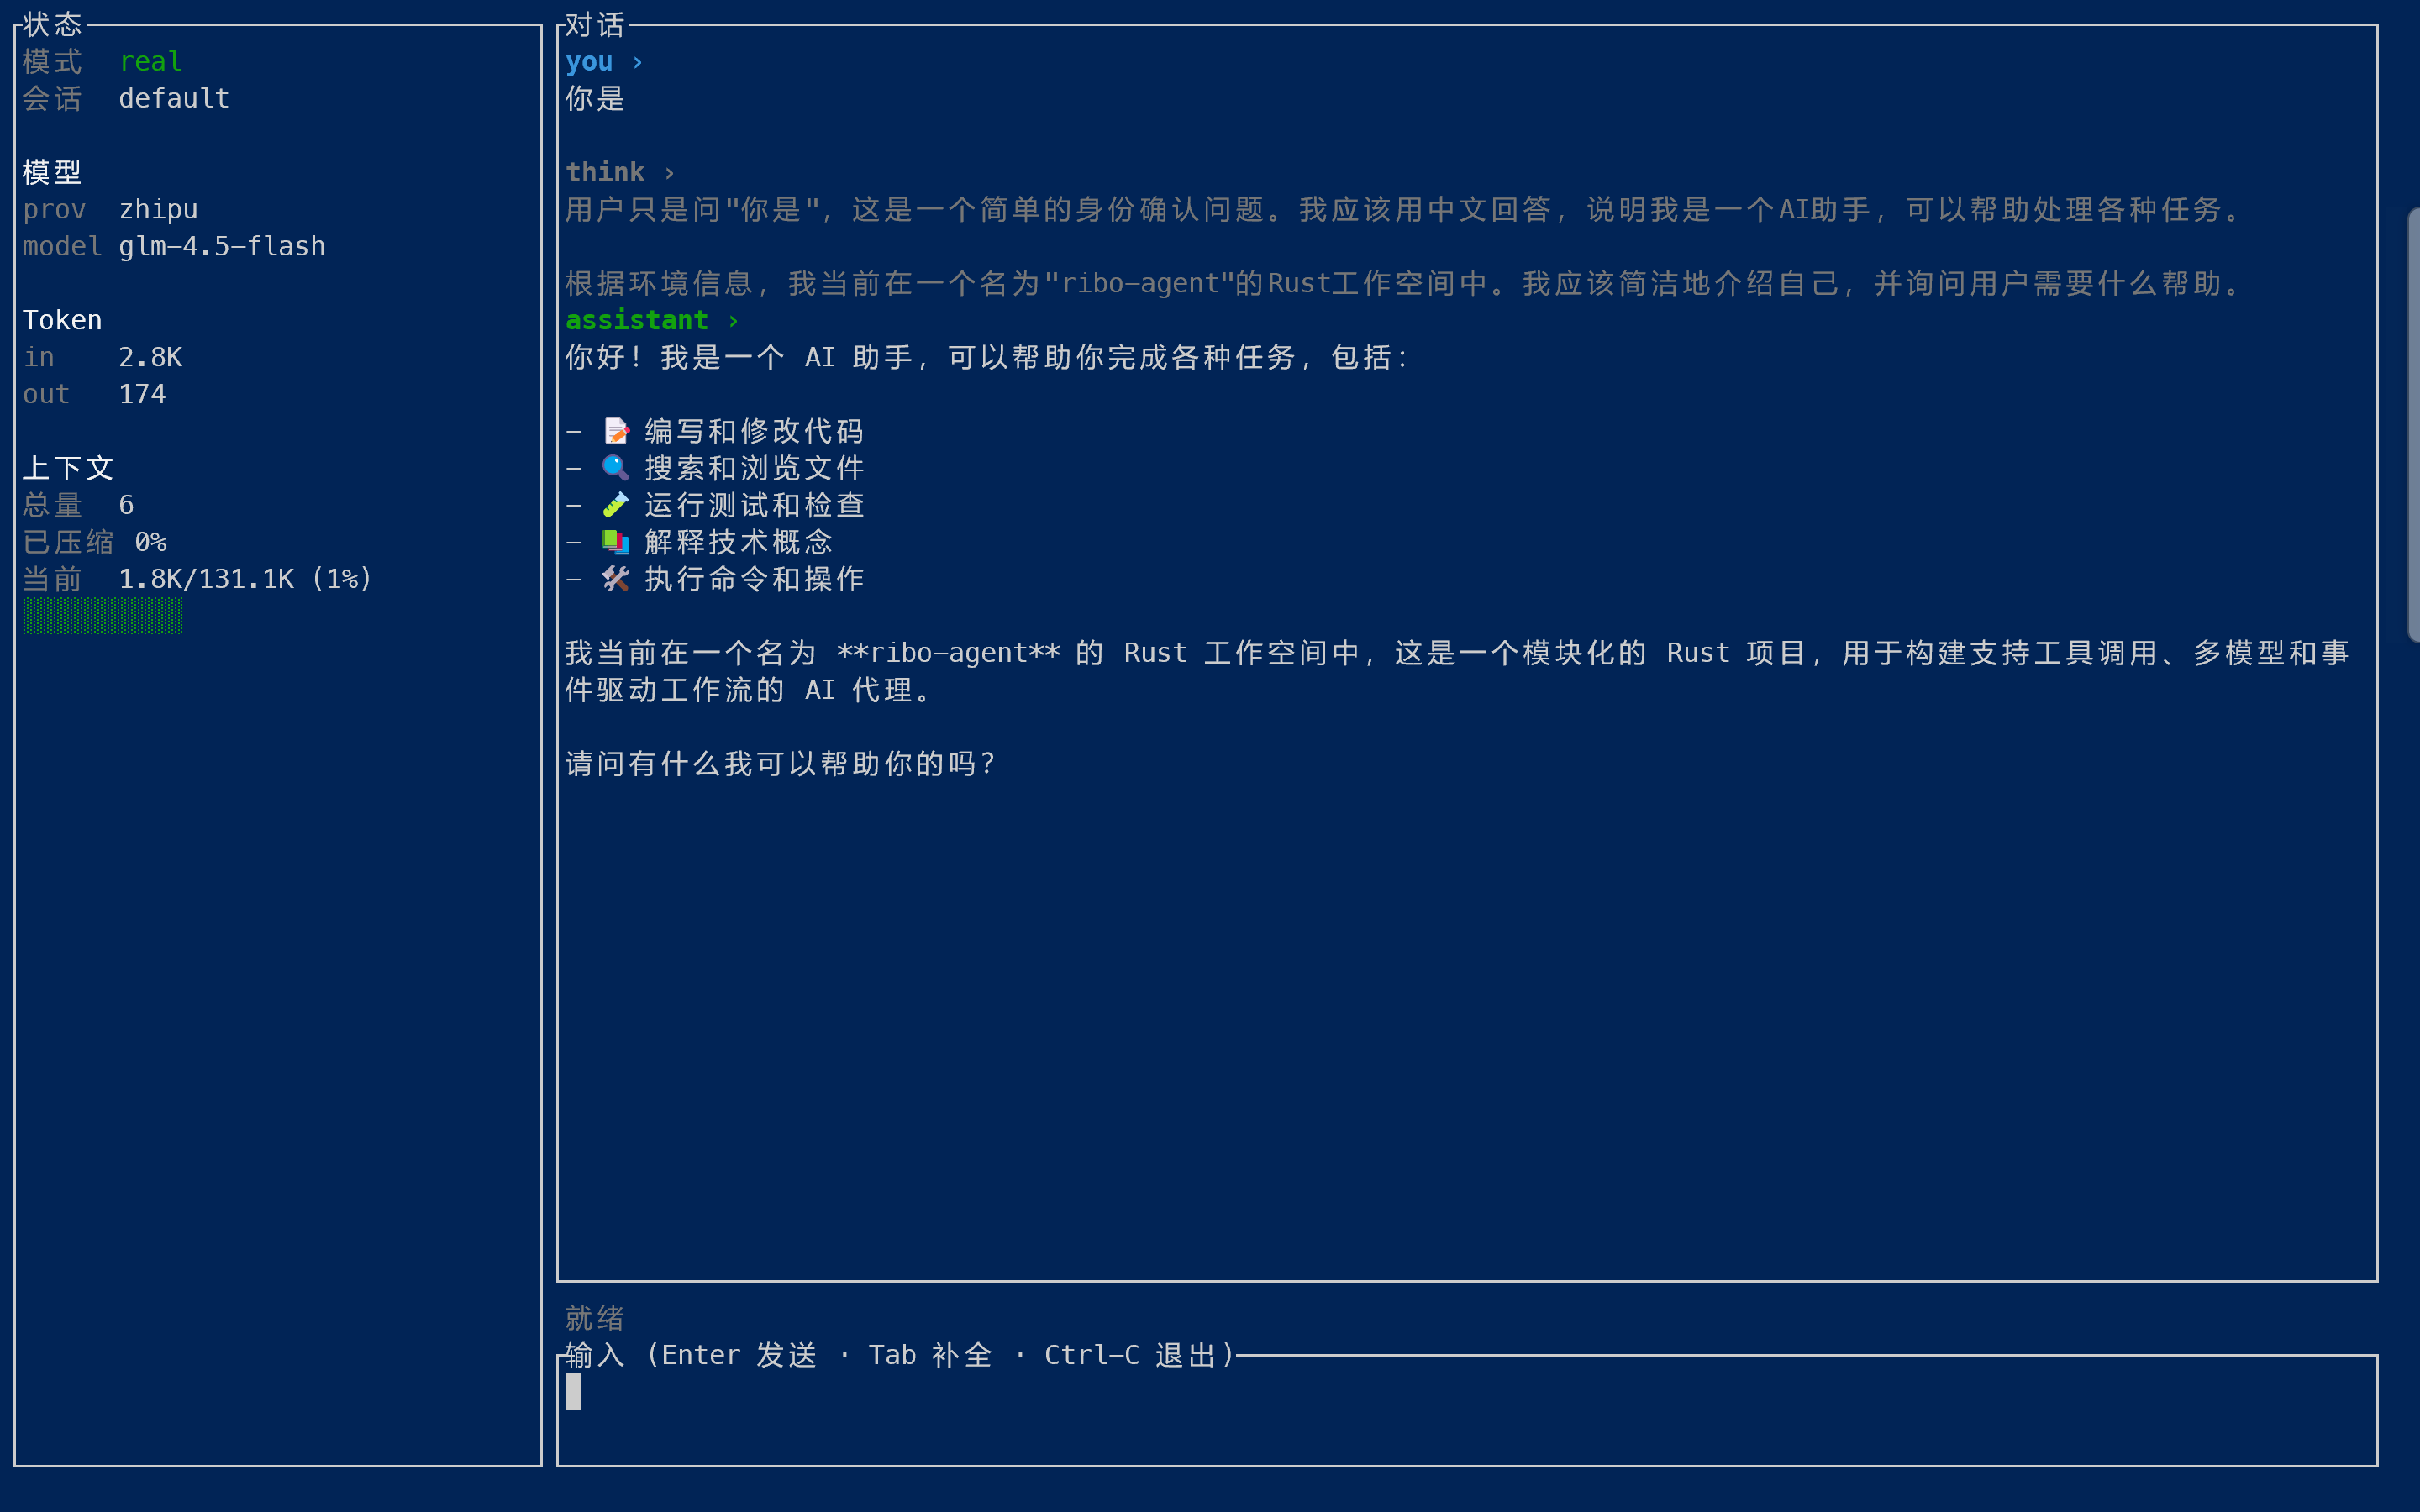 状态
模式 real
会话 default
模型
prov zhipu
model glm-4.5-flash
Token
in 2.8K
out 174
上下文
总量 6
已压缩 0%
当前 1.8K/131.1K (1%)
对话
you ›
你是
think ›
用户只是问"你是"，这是一个简单的身份确认问题。我应该用中文回答，说明我是一个AI助手，可以帮助处理各种任务。
根据环境信息，我当前在一个名为"ribo-agent"的Rust工作空间中。我应该简洁地介绍自己，并询问用户需要什么帮助。
assistant ›
你好！我是一个 AI 助手，可以帮助你完成各种任务，包括：
- 📝 编写和修改代码
- 🔍 搜索和浏览文件
- 🧪 运行测试和检查
- 📚 解释技术概念
- 🛠️ 执行命令和操作
我当前在一个名为 **ribo-agent** 的 Rust 工作空间中，这是一个模块化的 Rust 项目，用于构建支持工具调用、多模型和事
件驱动工作流的 AI 代理。
请问有什么我可以帮助你的吗？
就绪
输入 (Enter 发送 · Tab 补全 · Ctrl-C 退出)